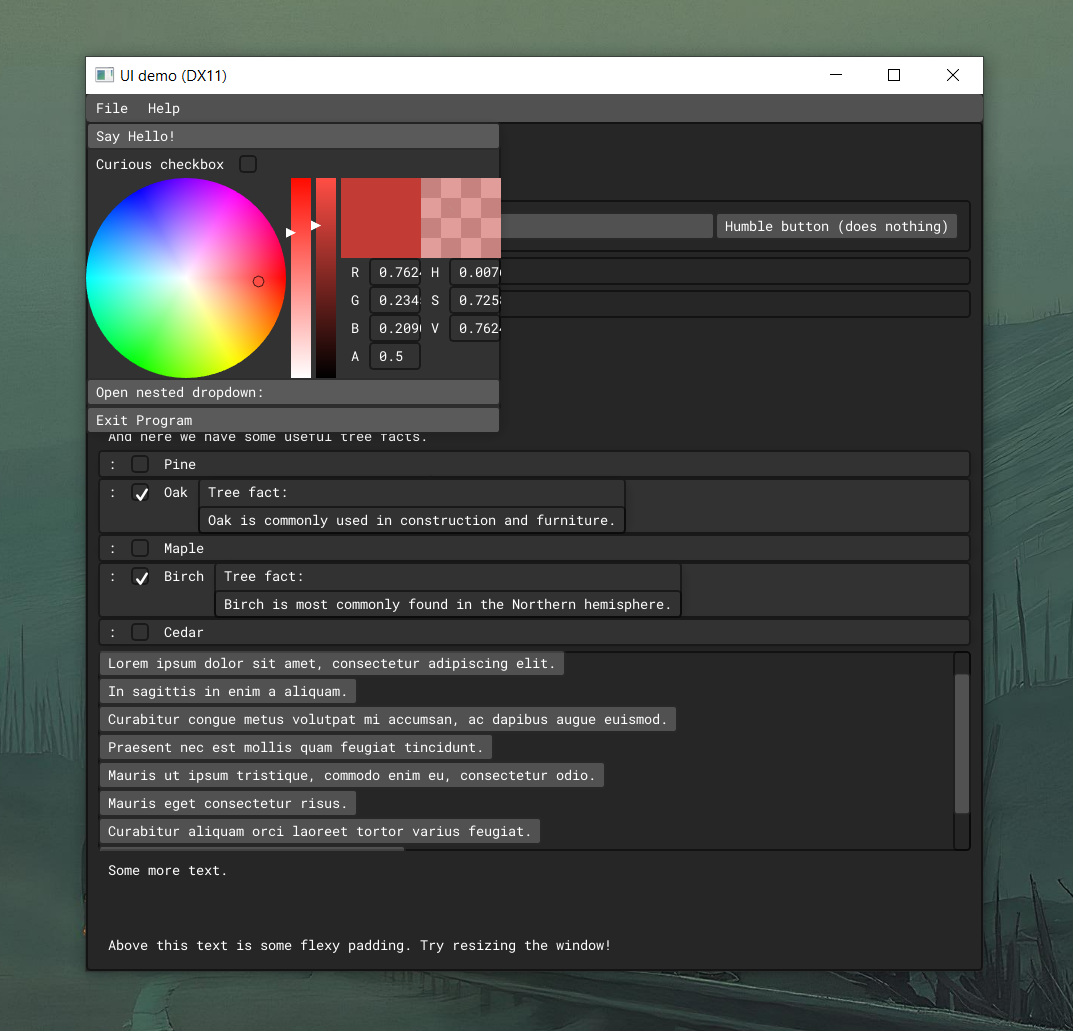 UI demo (DX11)
File Help
Say Hello!
Curious checkbox
Humble button (does nothing)
R 0.762 H 0.007
G 0.234 S 0.725
B 0.209 V 0.762
A 0.5
Open nested dropdown:
Exit Program
And here we have some useful tree facts.
: Pine
: Oak Tree fact:
Oak is commonly used in construction and furniture.
: Maple
: Birch Tree fact:
Birch is most commonly found in the Northern hemisphere.
: Cedar
Lorem ipsum dolor sit amet, consectetur adipiscing elit.
In sagittis in enim a aliquam.
Curabitur congue metus volutpat mi accumsan, ac dapibus augue euismod.
Praesent nec est mollis quam feugiat tincidunt.
Mauris ut ipsum tristique, commodo enim eu, consectetur odio.
Mauris eget consectetur risus.
Curabitur aliquam orci laoreet tortor varius feugiat.
Some more text.
Above this text is some flexy padding. Try resizing the window!